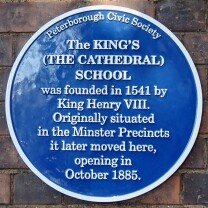 Peterborough Civic Society
The KING'S
(THE CATHEDRAL)
SCHOOL
was founded in 1541 by
King Henry VIII.
Originally situated
in the Minster Precincts
it later moved here,
opening in
October 1885.